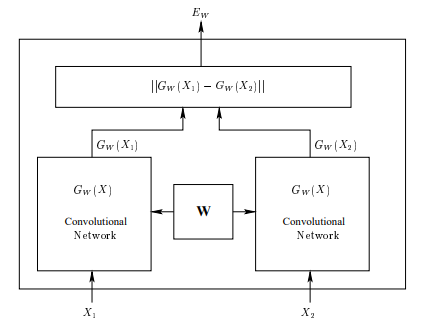 E_W
||G_W(X_1) – G_W(X_2)||
G_W(X_1)
G_W(X_2)
G_W(X)
Convolutional
Network
W
G_W(X)
Convolutional
Network
X_1
X_2